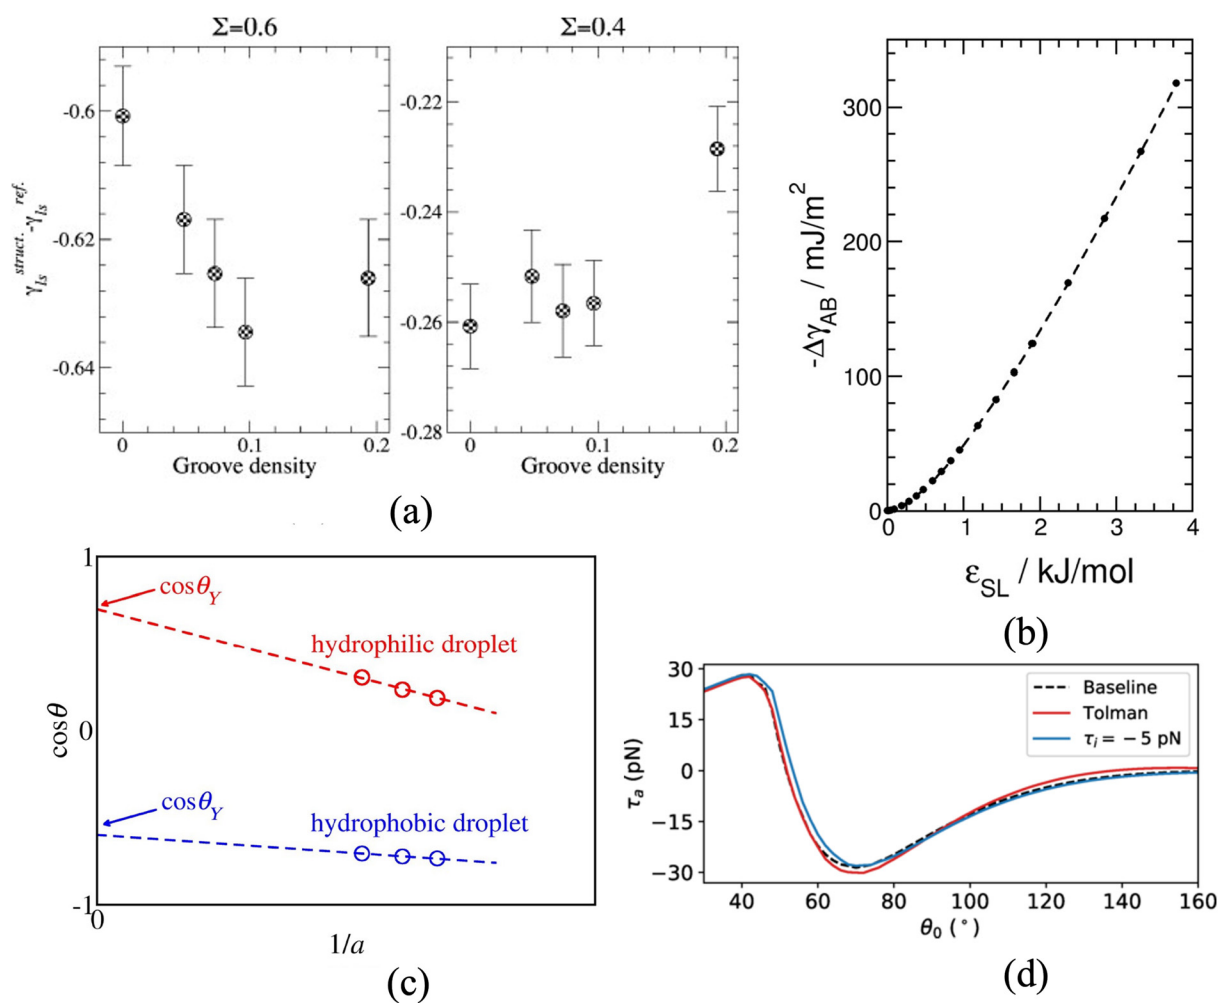 Σ=0.6
Σ=0.4
-0.6
-0.62
-0.64
γls struct. -γls ref.
0
0.1
0.2
Groove density
-0.22
-0.24
-0.26
-0.28
0
0.1
0.2
Groove density
(a)
300
200
100
0
-ΔγAB / mJ/m2
0
1
2
3
4
εSL / kJ/mol
(b)
1
0
-1
cosθ
cosθY
hydrophilic droplet
cosθY
hydrophobic droplet
0
1/a
(c)
30
15
0
−15
−30
τa (pN)
Baseline
Tolman
τi = −5 pN
40
60
80
100
120
140
160
θ0 (°)
(d)